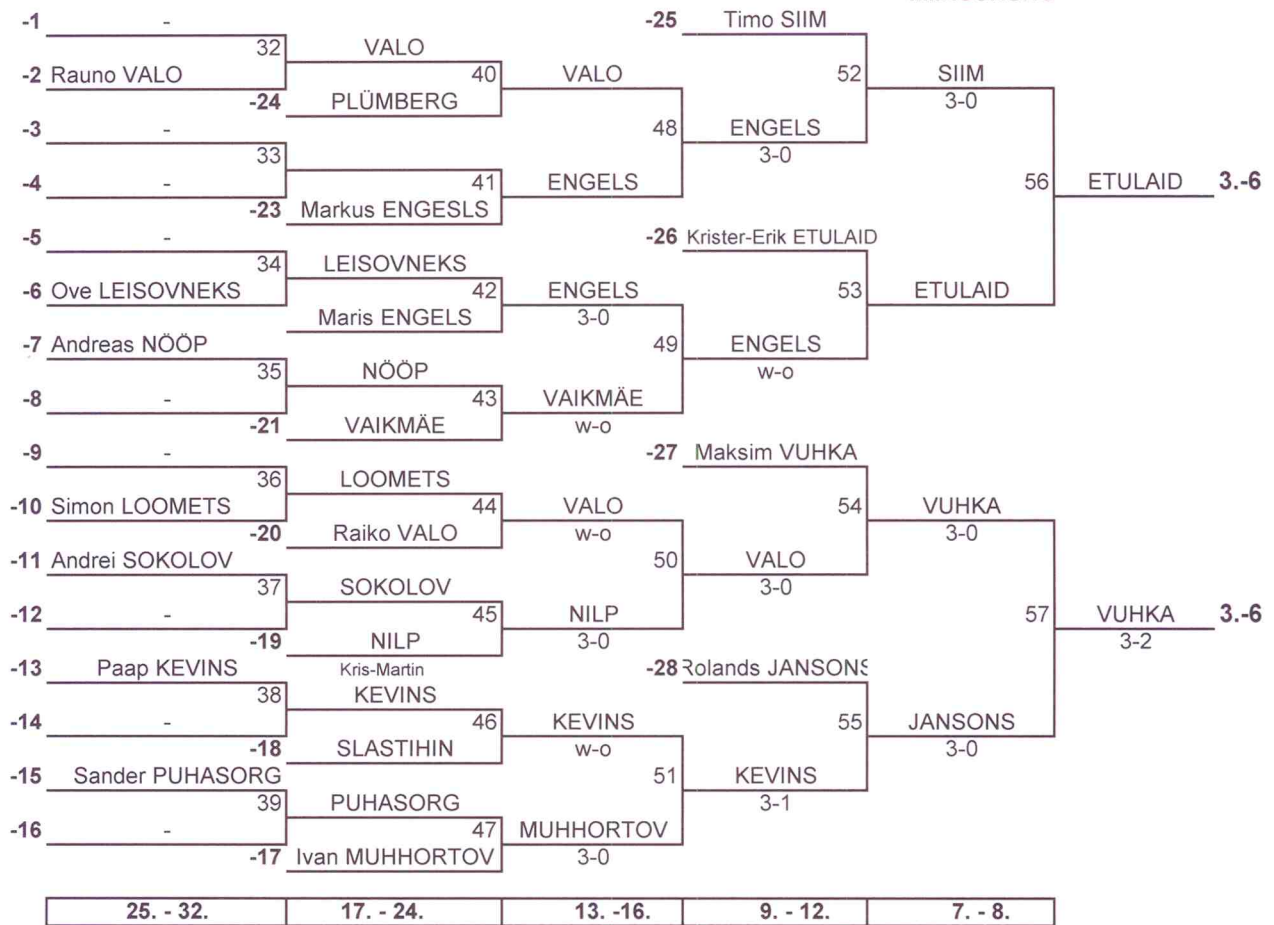 -1 - -25 Timo SIIM
32 VALO
-2 Rauno VALO 40 VALO 52 SIIM
-24 PLÜMBERG 3-0
-3 - 48 ENGELS
33 3-0
-4 - 41 ENGELS 56 ETULAID 3.-6
-23 Markus ENGESLS
-5 - -26 Krister-Erik ETULAID
34 LEISOVNEKS
-6 Ove LEISOVNEKS 42 ENGELS 53 ETULAID
Maris ENGELS 3-0
-7 Andreas NÖÖP 49 ENGELS
35 NÖÖP w-o
-8 - 43 VAIKMÄE
-21 VAIKMÄE w-o
-9 - -27 Maksim VUHKA
36 LOOMETS
-10 Simon LOOMETS 44 VALO 54 VUHKA
-20 Raiko VALO w-o 3-0
-11 Andrei SOKOLOV 50 VALO
37 SOKOLOV 3-0
-12 - 45 NILP 57 VUHKA 3.-6
-19 NILP 3-0 3-2
-13 Paap KEVINS Kris-Martin -28 Rolands JANSONS
38 KEVINS
-14 - 46 KEVINS 55 JANSONS
-18 SLASTIHIN w-o 3-0
-15 Sander PUHASORG 51 KEVINS
39 PUHASORG 3-1
-16 - 47 MUHHORTOV
-17 Ivan MUHHORTOV 3-0
25. - 32. 17. - 24. 13. -16. 9. - 12. 7. - 8.